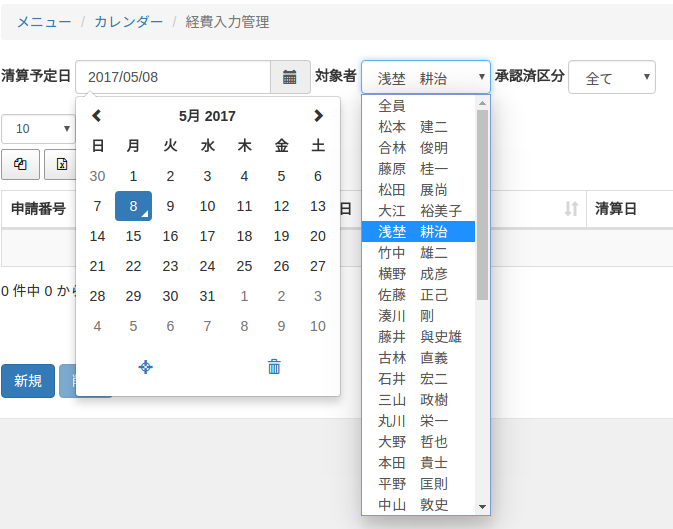 メニュー / カレンダー / 経費入力管理
清算予定日 2017/05/08 対象者 浅埜　耕治 承認済区分 全て
10
5月 2017
日 月 火 水 木 金 土
30 1 2 3 4 5 6
7 8 9 10 11 12 13
14 15 16 17 18 19 20
21 22 23 24 25 26 27
28 29 30 31 1 2 3
4 5 6 7 8 9 10
全員
松本　建二
合林　俊明
藤原　桂一
松田　展尚
大江　裕美子
浅埜　耕治
竹中　雄二
横野　成彦
佐藤　正己
湊川　剛
藤井　與史雄
古林　直義
石井　宏二
三山　政樹
丸川　栄一
大野　哲也
本田　貴士
平野　匡則
中山　敦史
申請番号 日 清算日
0 件中 0 から
新規